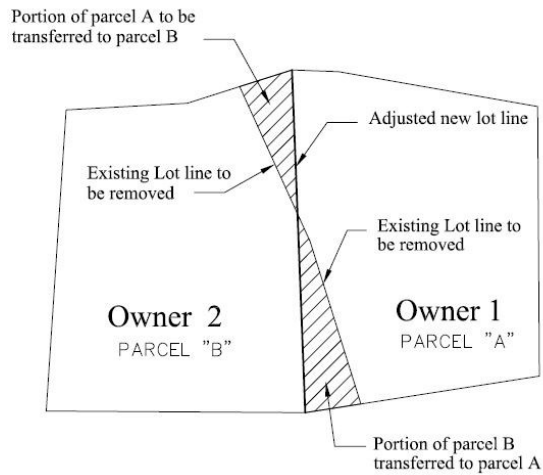 Portion of parcel A to be
transferred to parcel B
Adjusted new lot line
Existing Lot line to
be removed
Existing Lot line to
be removed
Owner 2
PARCEL "B"
Owner 1
PARCEL "A"
Portion of parcel B
transferred to parcel A